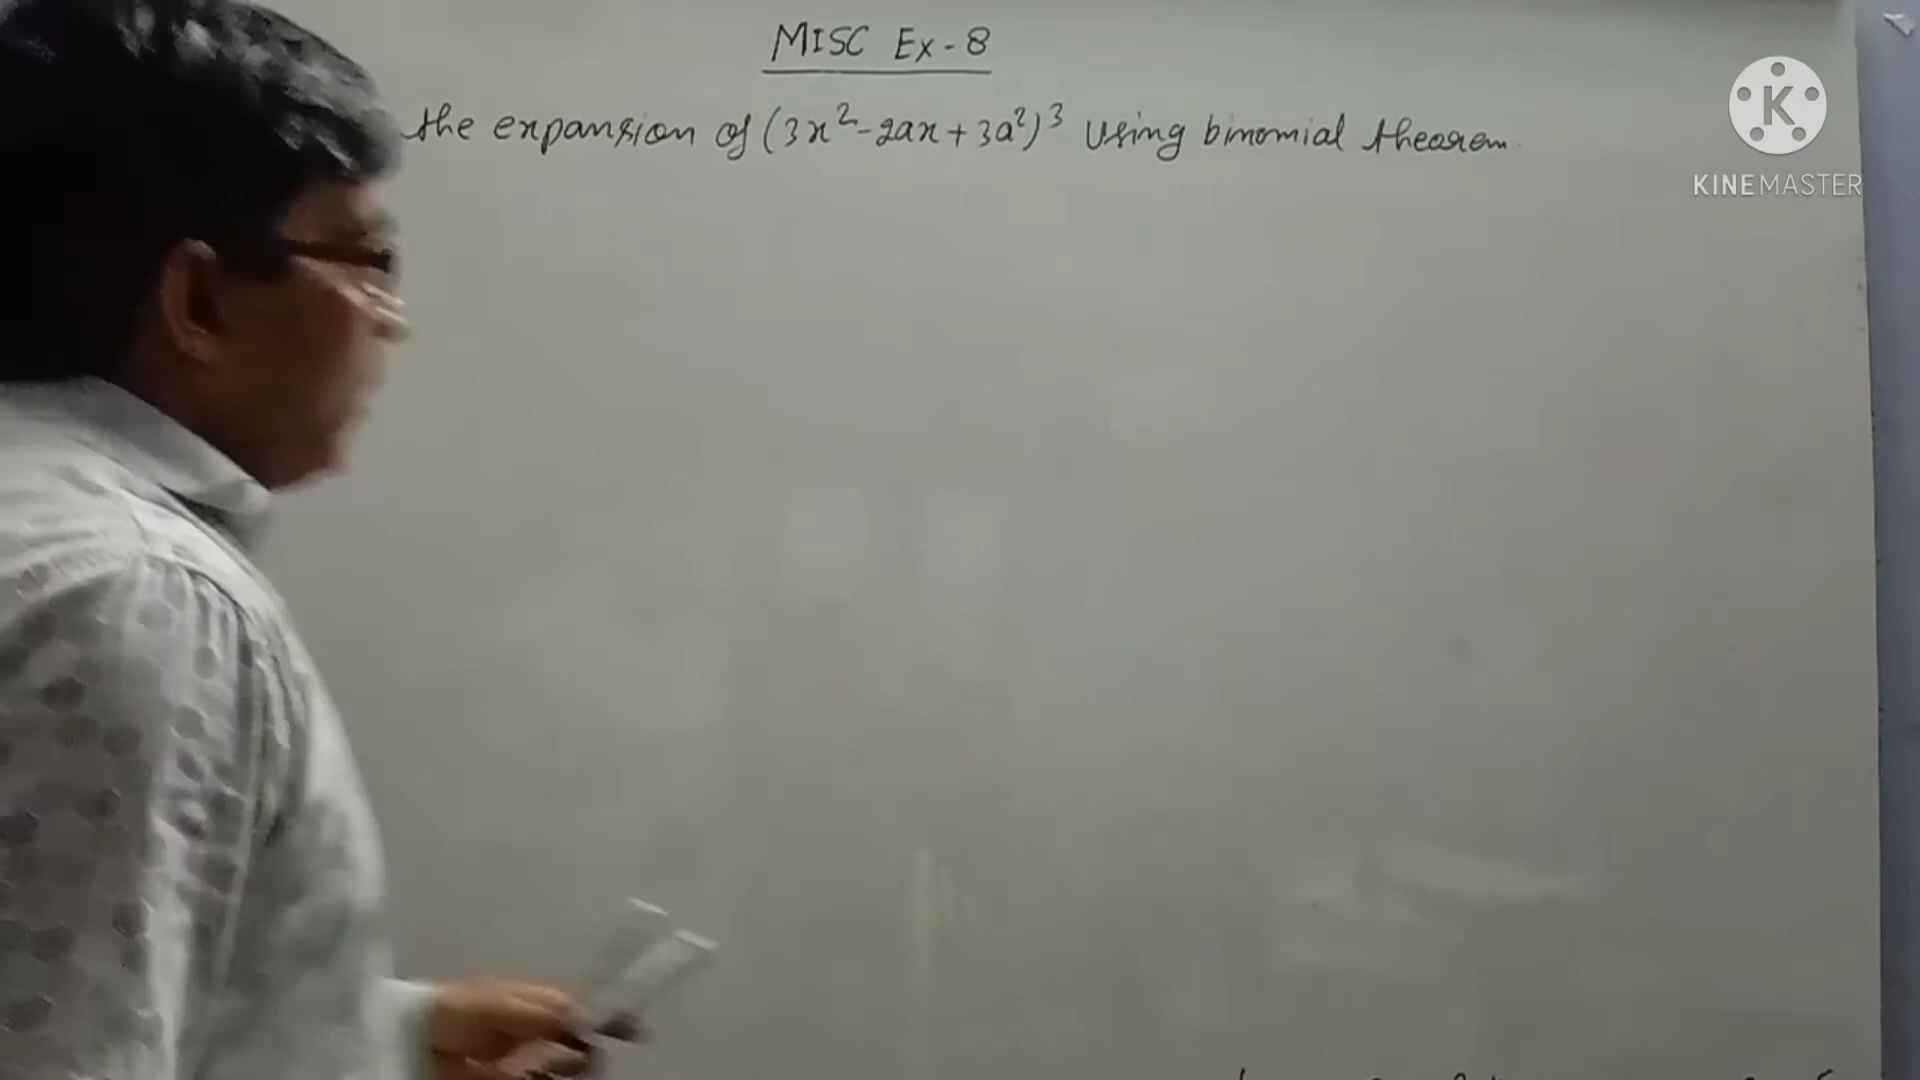 MISC Ex-8
the expansion of (3x²-2ax+3a²)³ using binomial theorem.
K
KINEMASTER